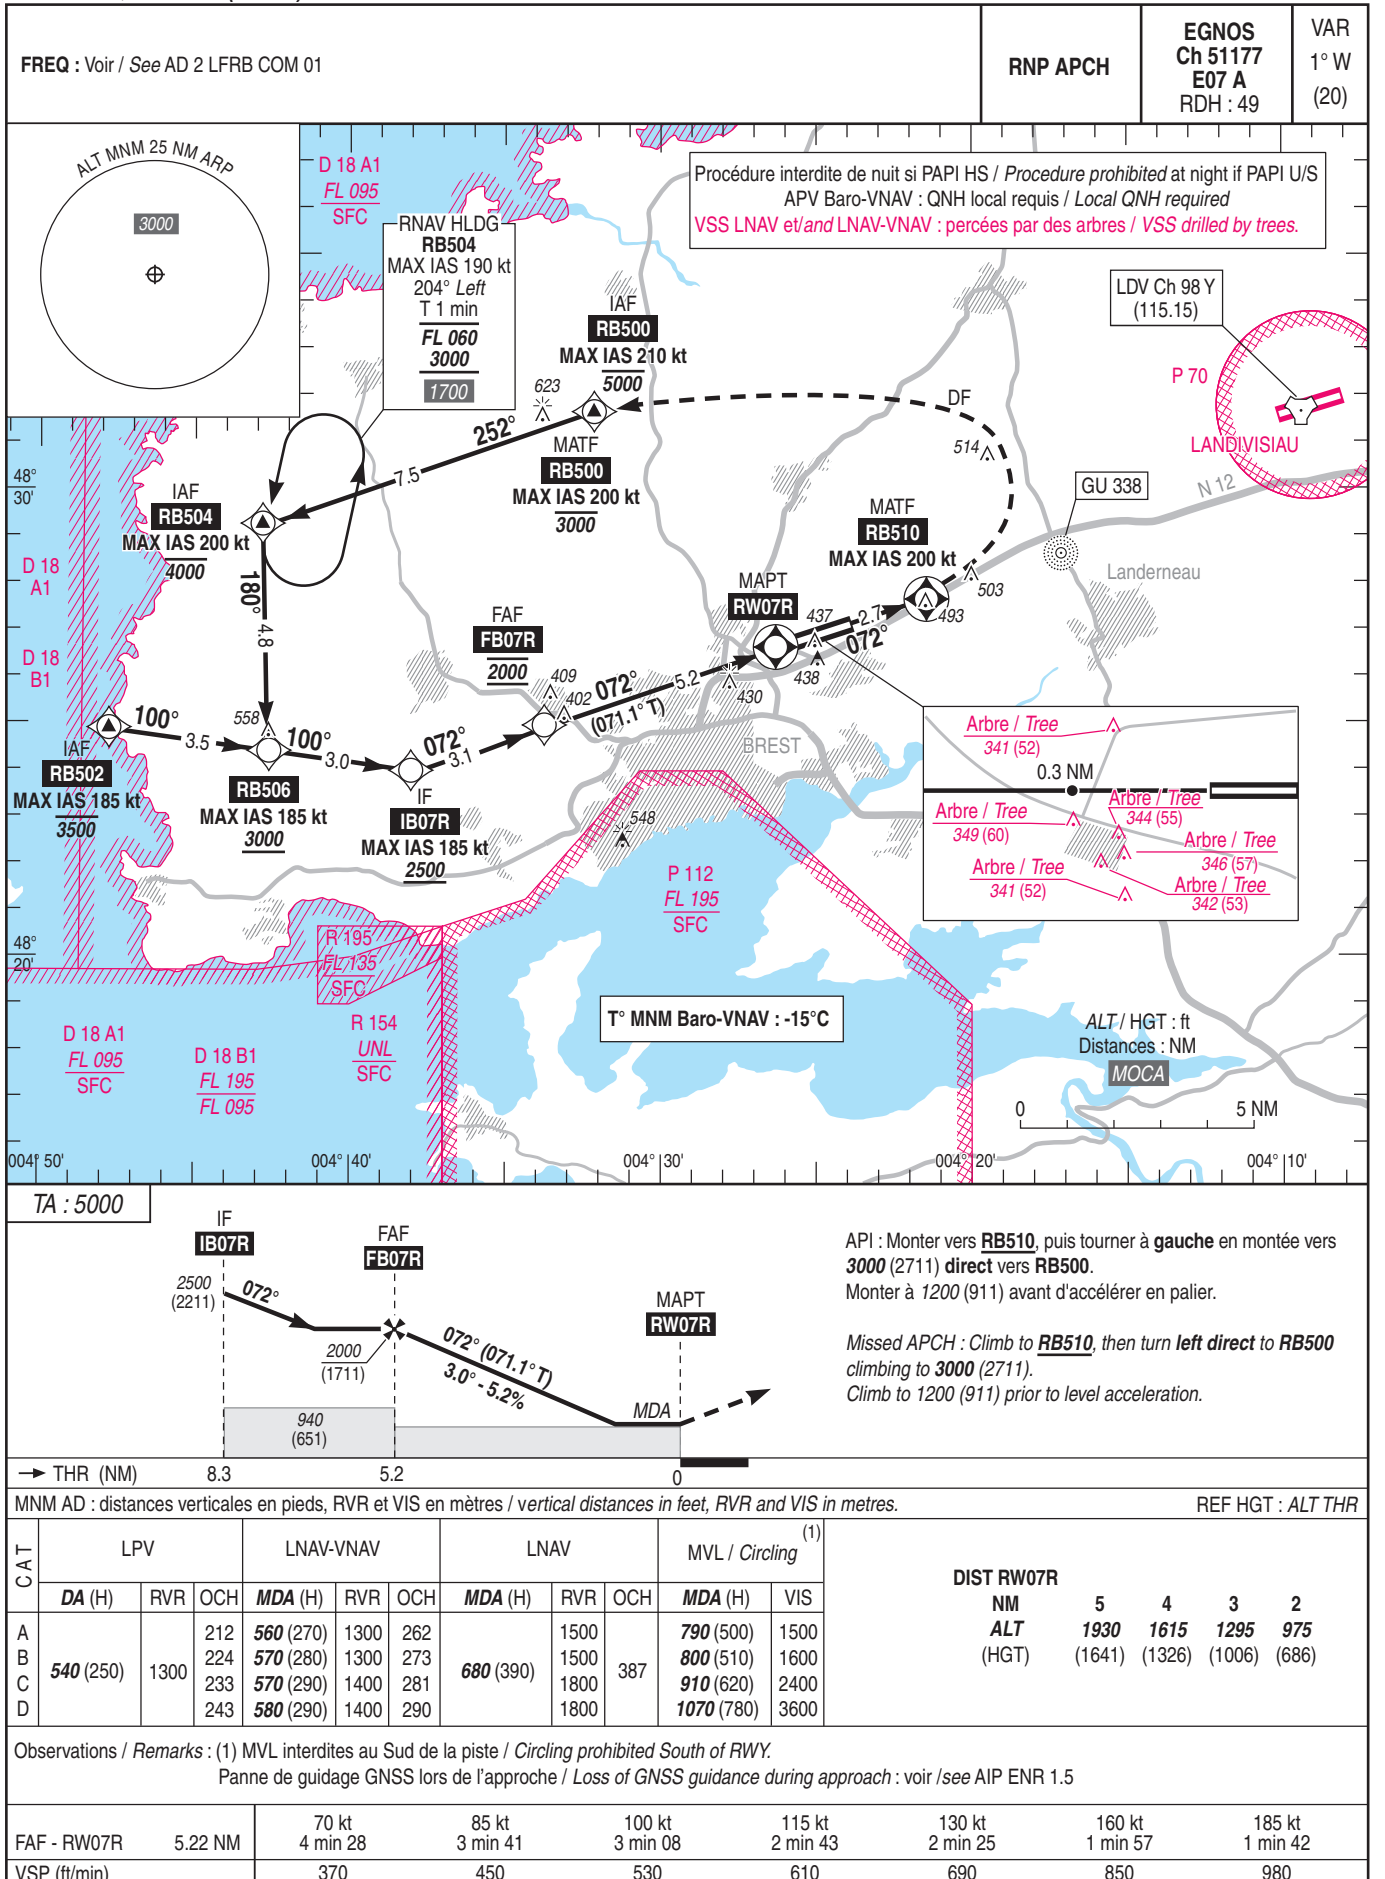 FREQ : Voir / See AD 2 LFRB COM 01
RNP APCH
EGNOS
Ch 51177
E07 A
RDH : 49
VAR
1° W
(20)
ALT MNM 25 NM ARP
3000
D 18 A1
FL 095
SFC
RNAV HLDG
RB504
MAX IAS 190 kt
204° Left
T 1 min
FL 060
3000
1700
Procédure interdite de nuit si PAPI HS / Procedure prohibited at night if PAPI U/S
APV Baro-VNAV : QNH local requis / Local QNH required
VSS LNAV et/and LNAV-VNAV : percées par des arbres / VSS drilled by trees.
LDV Ch 98 Y
(115.15)
P 70
LANDIVISIAU
IAF
RB500
MAX IAS 210 kt
5000
623
252°
7.5
MATF
RB500
MAX IAS 200 kt
3000
DF
514
GU 338
N 12
48°
30'
IAF
RB504
MAX IAS 200 kt
4000
MATF
RB510
MAX IAS 200 kt
D 18
A1
180°
4.8
Landerneau
503
493
MAPT
RW07R
437
2.7
072°
438
FAF
FB07R
2000
409
402
072°
(071.1° T)
5.2
430
D 18
B1
100°
3.5
558
100°
3.0
072°
3.1
BREST
IAF
RB502
MAX IAS 185 kt
3500
RB506
MAX IAS 185 kt
3000
IF
IB07R
MAX IAS 185 kt
2500
548
Arbre / Tree
341 (52)
0.3 NM
Arbre / Tree
349 (60)
Arbre / Tree
344 (55)
Arbre / Tree
346 (57)
Arbre / Tree
341 (52)
Arbre / Tree
342 (53)
P 112
FL 195
SFC
48°
20'
R 195
FL 135
SFC
D 18 A1
FL 095
SFC
D 18 B1
FL 195
FL 095
R 154
UNL
SFC
T° MNM Baro-VNAV : -15°C
ALT / HGT : ft
Distances : NM
MOCA
0 5 NM
004° 50' 004° 40' 004° 30' 004° 20' 004° 10'
TA : 5000
IF
IB07R
FAF
FB07R
MAPT
RW07R
2500
(2211)
072°
2000
(1711)
072° (071.1° T)
3.0° - 5.2%
MDA
940
(651)
THR (NM) 8.3 5.2 0
API : Monter vers RB510, puis tourner à gauche en montée vers
3000 (2711) direct vers RB500.
Monter à 1200 (911) avant d'accélérer en palier.
Missed APCH : Climb to RB510, then turn left direct to RB500
climbing to 3000 (2711).
Climb to 1200 (911) prior to level acceleration.
MNM AD : distances verticales en pieds, RVR et VIS en mètres / vertical distances in feet, RVR and VIS in metres. REF HGT : ALT THR
CAT LPV LNAV-VNAV LNAV MVL / Circling (1)
DA (H) RVR OCH MDA (H) RVR OCH MDA (H) RVR OCH MDA (H) VIS
A 212 560 (270) 1300 262 1500 790 (500) 1500
B 224 570 (280) 1300 273 1500 800 (510) 1600
540 (250) 1300 680 (390) 387
C 233 570 (290) 1400 281 1800 910 (620) 2400
D 243 580 (290) 1400 290 1800 1070 (780) 3600
DIST RW07R
NM 5 4 3 2
ALT 1930 1615 1295 975
(HGT) (1641) (1326) (1006) (686)
Observations / Remarks : (1) MVL interdites au Sud de la piste / Circling prohibited South of RWY.
Panne de guidage GNSS lors de l'approche / Loss of GNSS guidance during approach : voir /see AIP ENR 1.5
70 kt 85 kt 100 kt 115 kt 130 kt 160 kt 185 kt
FAF - RW07R 5.22 NM 4 min 28 3 min 41 3 min 08 2 min 43 2 min 25 1 min 57 1 min 42
VSP (ft/min) 370 450 530 610 690 850 980